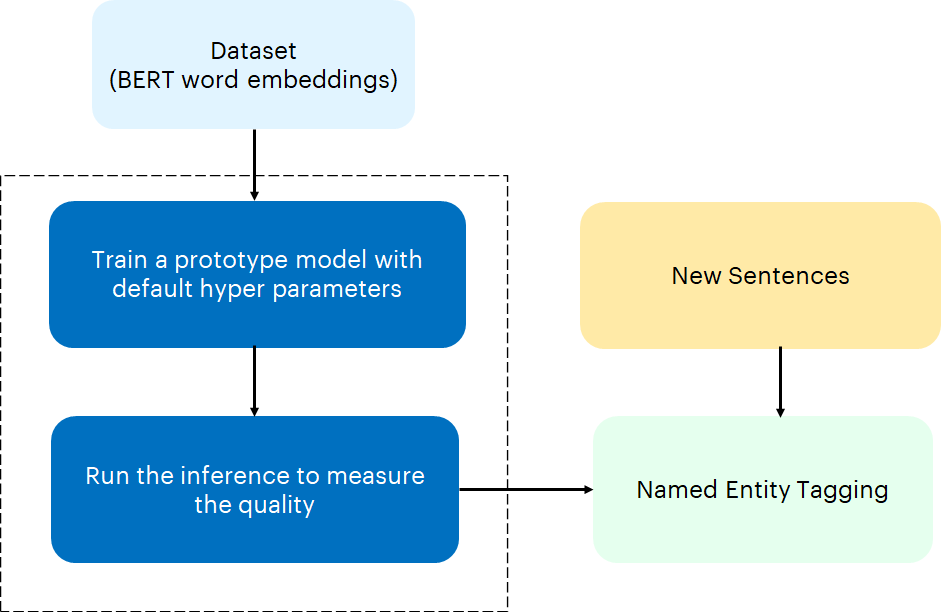 Dataset
(BERT word embeddings)
Train a prototype model with
default hyper parameters
New Sentences
Run the inference to measure
the quality
Named Entity Tagging